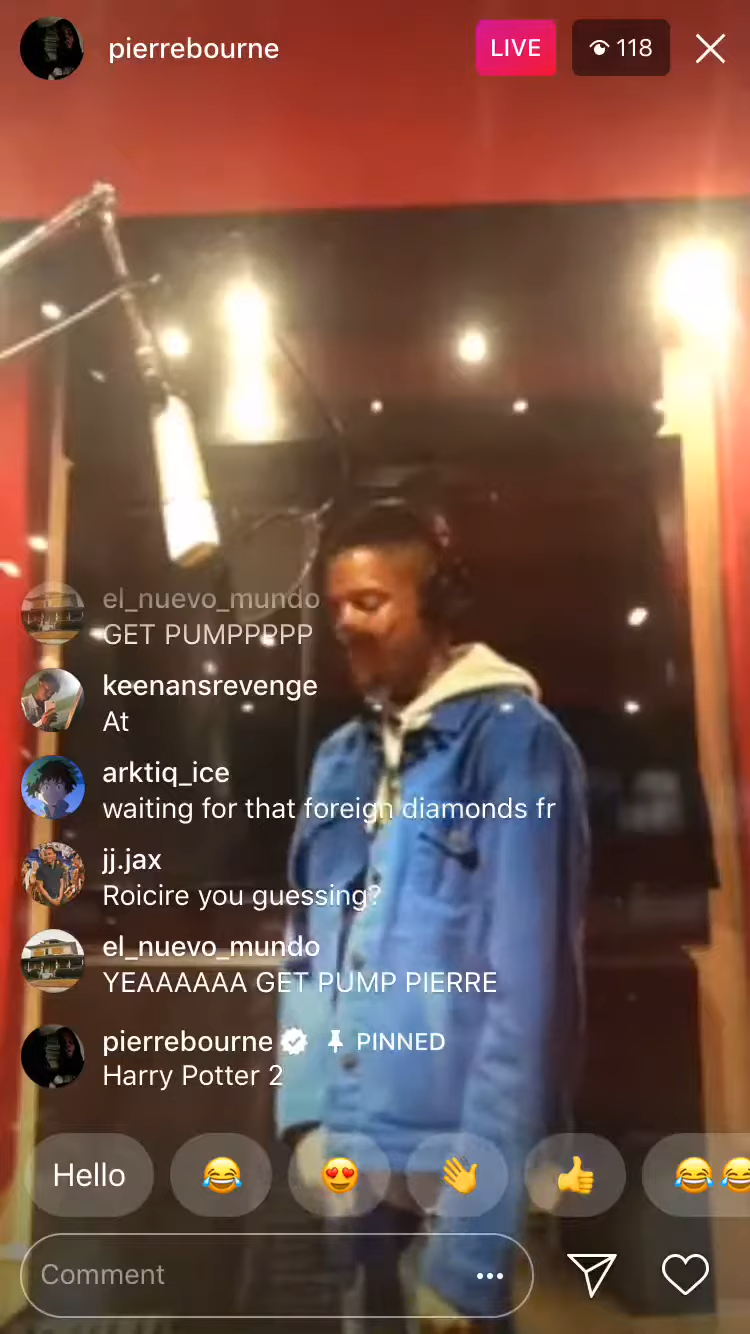 pierrebourne
LIVE
118
el_nuevo_mundo
GET PUMPPPPP
keenansrevenge
At
arktiq_ice
waiting for that foreign diamonds fr
jj.jax
Roicire you guessing?
el_nuevo_mundo
YEAAAAAA GET PUMP PIERRE
pierrebourne PINNED
Harry Potter 2
Hello
Comment